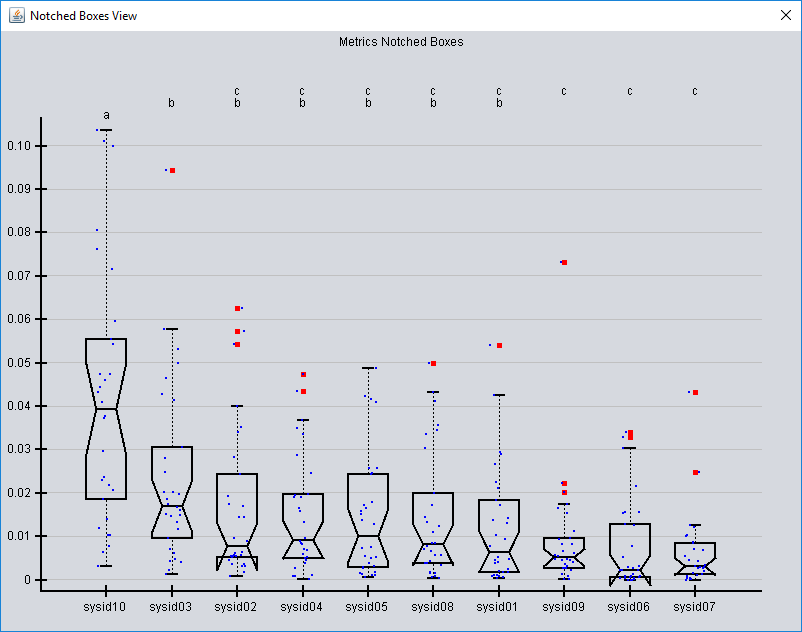 Notched Boxes View
Metrics Notched Boxes
c c c c c c c c
b b b b b b
a
0.10
0.09
0.08
0.07
0.06
0.05
0.04
0.03
0.02
0.01
0
sysid10 sysid03 sysid02 sysid04 sysid05 sysid08 sysid01 sysid09 sysid06 sysid07